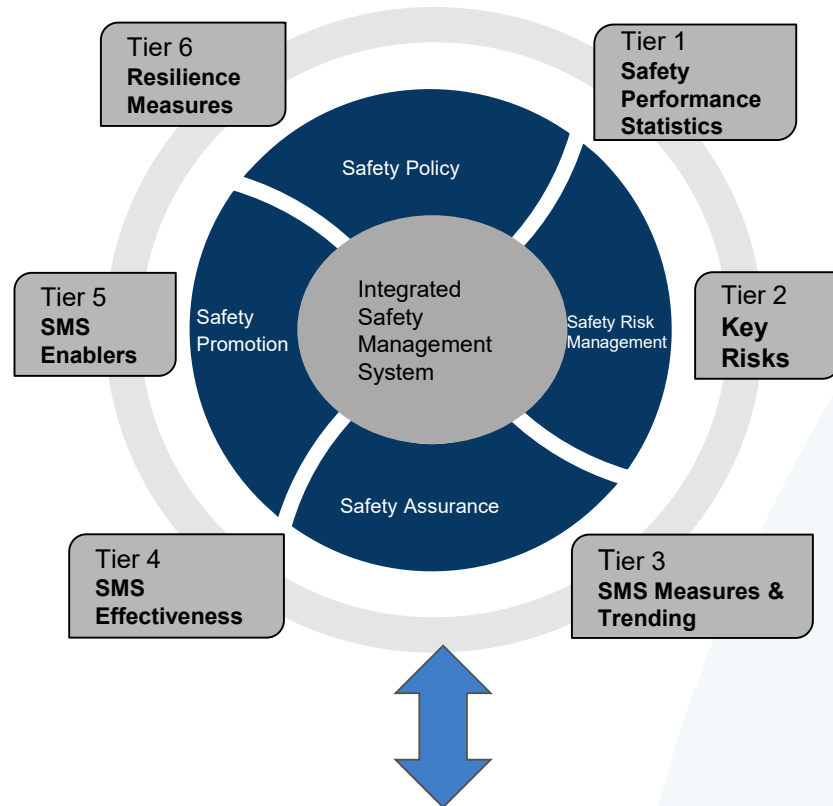 Tier 6
Resilience
Measures
Tier 1
Safety
Performance
Statistics
Safety Policy
Tier 5
SMS
Enablers
Safety
Promotion
Integrated
Safety
Management
System
Safety Risk
Management
Tier 2
Key
Risks
Safety Assurance
Tier 4
SMS
Effectiveness
Tier 3
SMS Measures &
Trending